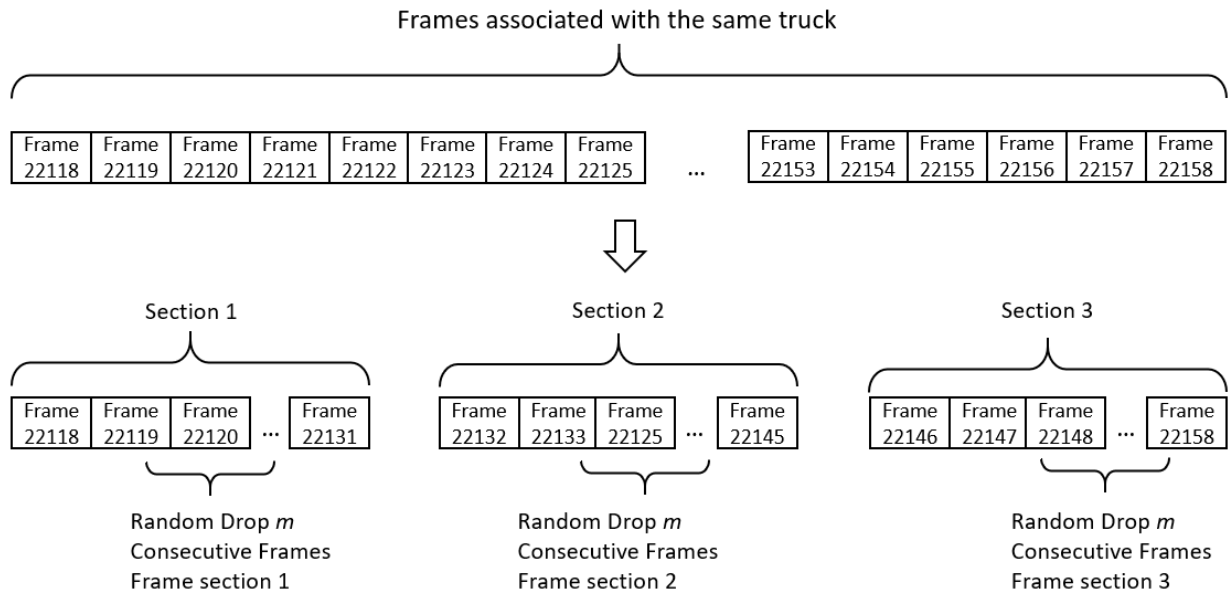 Frames associated with the same truck
Frame 22118 Frame 22119 Frame 22120 Frame 22121 Frame 22122 Frame 22123 Frame 22124 Frame 22125 ... Frame 22153 Frame 22154 Frame 22155 Frame 22156 Frame 22157 Frame 22158
Section 1
Section 2
Section 3
Frame 22118 Frame 22119 Frame 22120 ... Frame 22131
Frame 22132 Frame 22133 Frame 22125 ... Frame 22145
Frame 22146 Frame 22147 Frame 22148 ... Frame 22158
Random Drop m
Consecutive Frames
Frame section 1
Random Drop m
Consecutive Frames
Frame section 2
Random Drop m
Consecutive Frames
Frame section 3